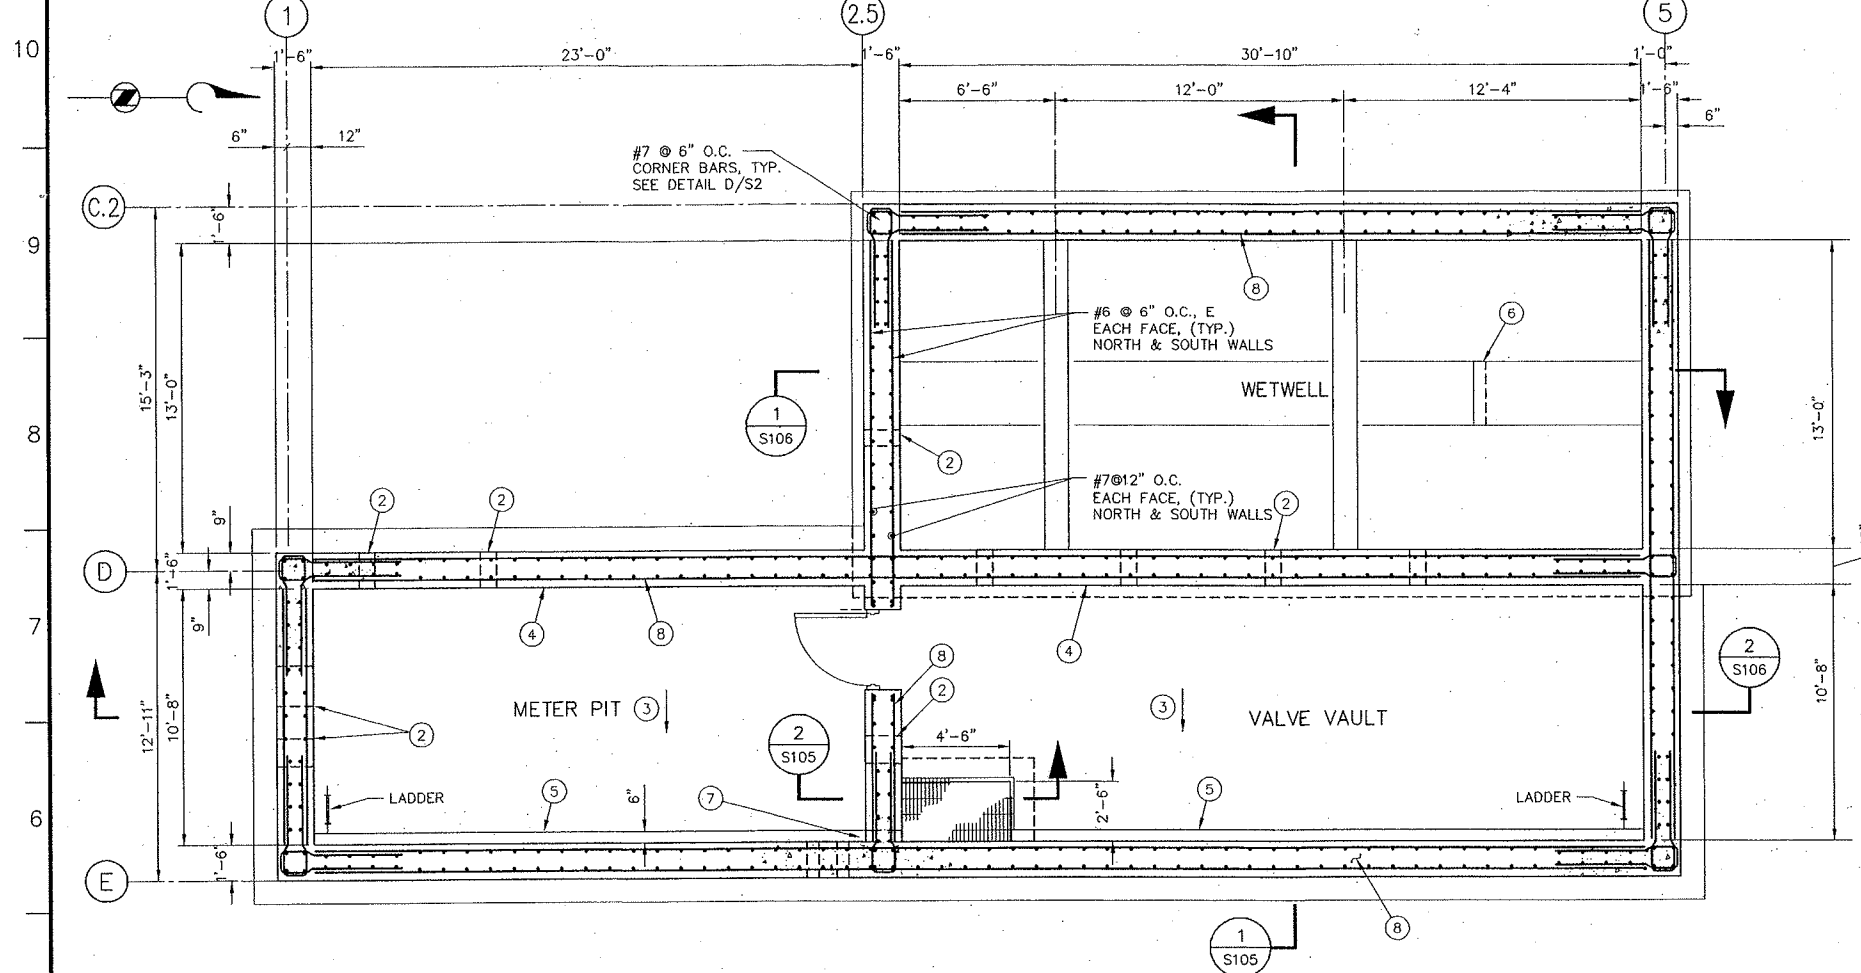 1
2.5
5
10
1'-6"
23'-0"
1'-6"
30'-10"
1'-0"
6'-6"
12'-0"
12'-4"
1'-6"
6"
12"
6"
#7 @ 6" O.C.
CORNER BARS, TYP.
SEE DETAIL D/S2
C.2
1'-6"
9
8
#6 @ 6" O.C., E
EACH FACE, (TYP.)
NORTH & SOUTH WALLS
6
15'-3"
13'-0"
WETWELL
1
S106
13'-0"
8
2
#7@12" O.C.
EACH FACE, (TYP.)
NORTH & SOUTH WALLS
2
2
2
9"
D
1'-6"
7
9"
4
8
4
8
2
2
S106
METER PIT
3
3
VALVE VAULT
12'-11"
10'-8"
10'-8"
2
2
S105
4'-6"
LADDER
5
6"
7
2'-6"
5
LADDER
6
1'-6"
E
8
1
S105